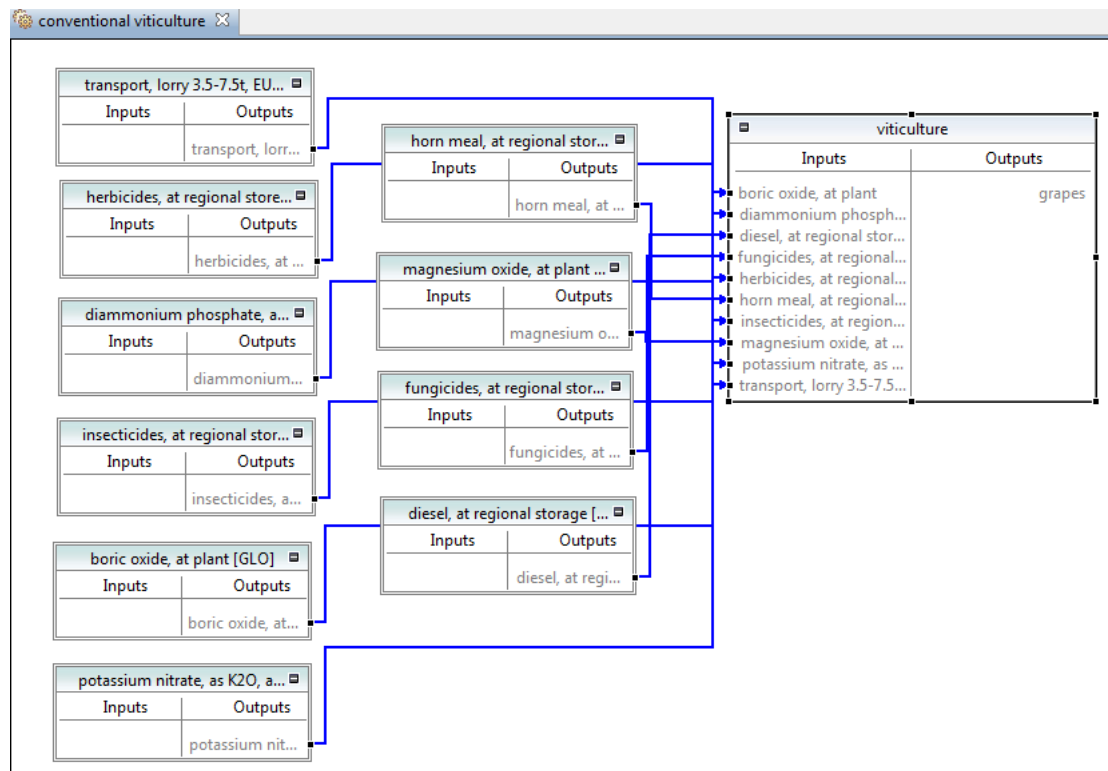 conventional viticulture
transport, lorry 3.5-7.5t, EU...
Inputs Outputs
transport, lorr...
herbicides, at regional store...
Inputs Outputs
herbicides, at ...
diammonium phosphate, a...
Inputs Outputs
diammonium...
insecticides, at regional stor...
Inputs Outputs
insecticides, a...
boric oxide, at plant [GLO]
Inputs Outputs
boric oxide, at...
potassium nitrate, as K2O, a...
Inputs Outputs
potassium nit...
horn meal, at regional stor...
Inputs Outputs
horn meal, at ...
magnesium oxide, at plant ...
Inputs Outputs
magnesium o...
fungicides, at regional stor...
Inputs Outputs
fungicides, at ...
diesel, at regional storage [...
Inputs Outputs
diesel, at regi...
viticulture
Inputs Outputs
boric oxide, at plant grapes
diammonium phosph...
diesel, at regional stor...
fungicides, at regional...
herbicides, at regional...
horn meal, at regional...
insecticides, at region...
magnesium oxide, at ...
potassium nitrate, as ...
transport, lorry 3.5-7.5...